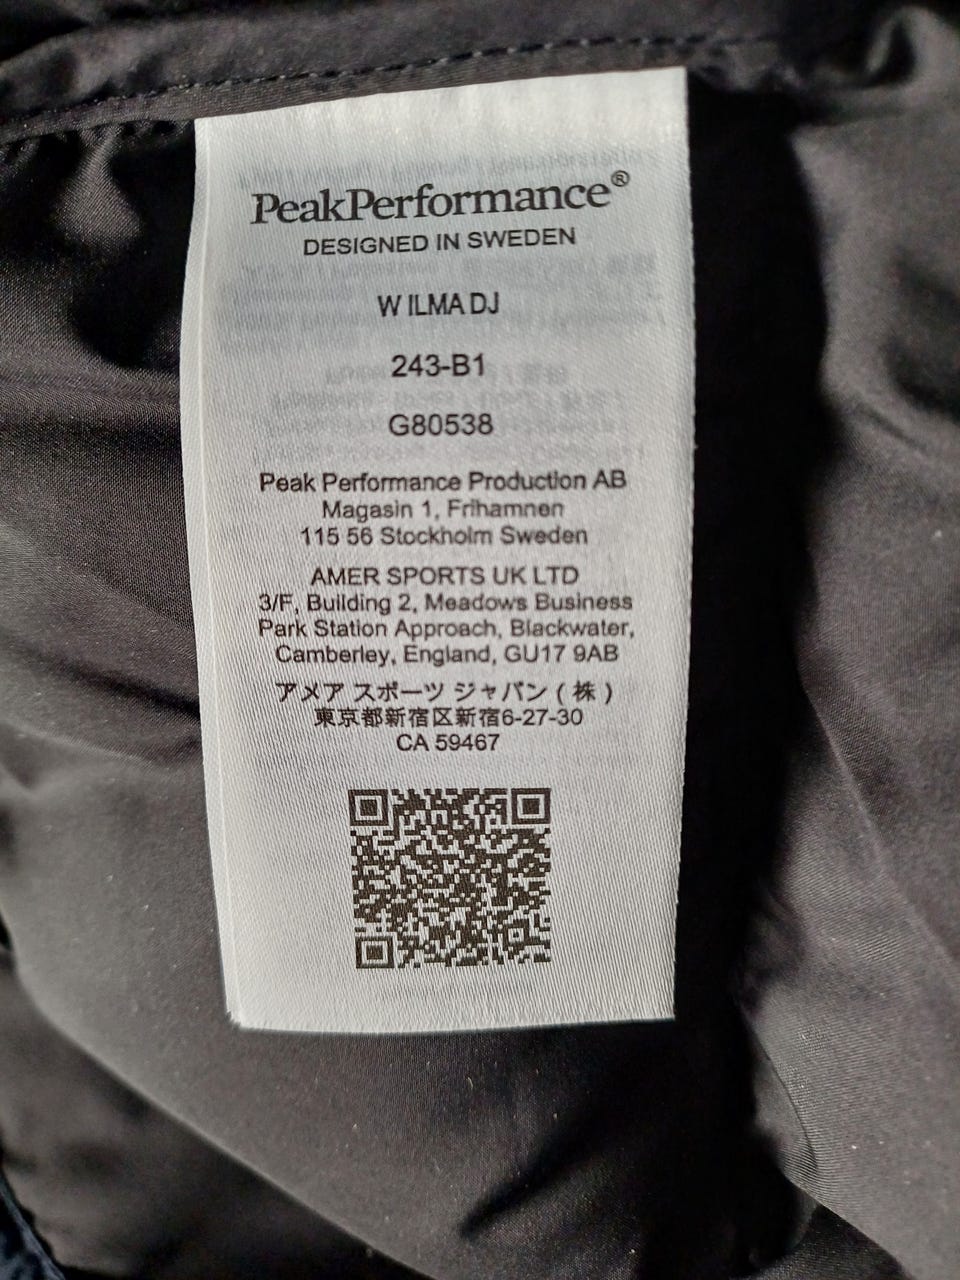 PeakPerformance®
DESIGNED IN SWEDEN
W ILMA DJ
243-B1
G80538
Peak Performance Production AB
Magasin 1, Frihamnen
115 56 Stockholm Sweden
AMER SPORTS UK LTD
3/F, Building 2, Meadows Business
Park Station Approach, Blackwater,
Camberley, England, GU17 9AB
アメア スポーツ ジャパン ( 株 )
東京都新宿区新宿6-27-30
CA 59467